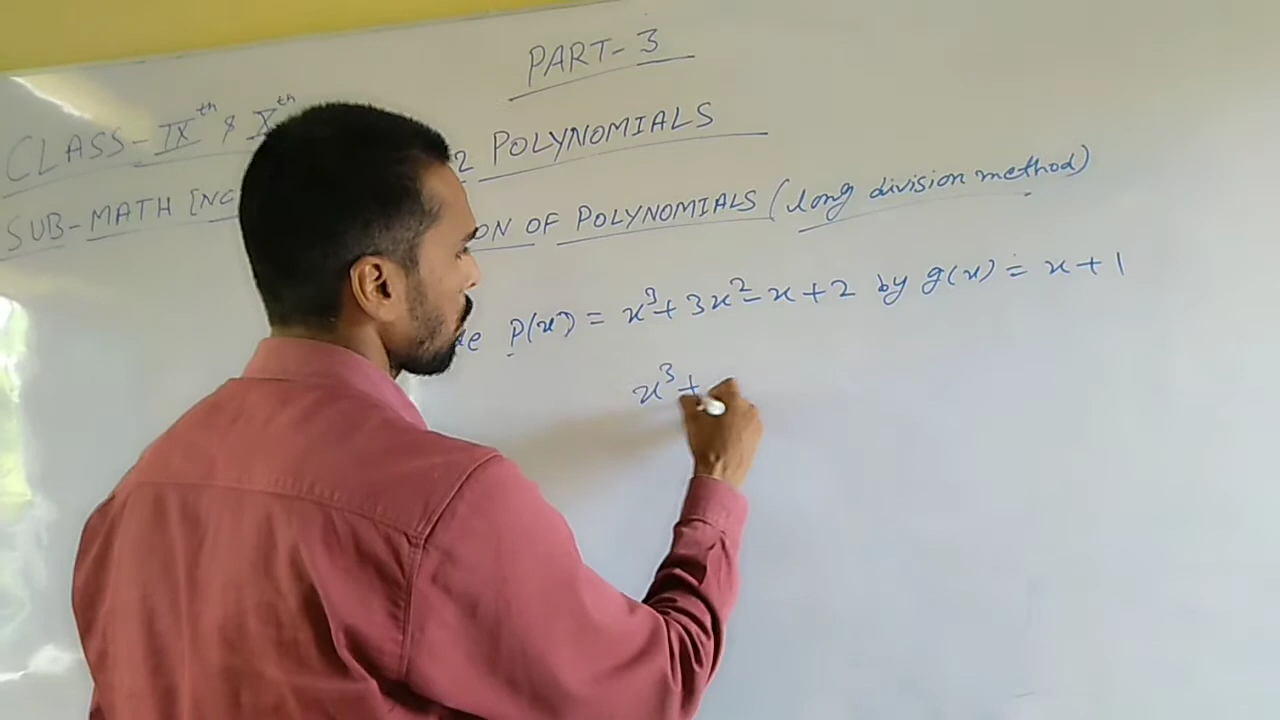 PART-3
CLASS-IXth & Xth
2 POLYNOMIALS
SUB-MATH [NC
ON OF POLYNOMIALS (long division method)
P(x) = x³+3x²-x+2 by g(x) = x+1
x³+